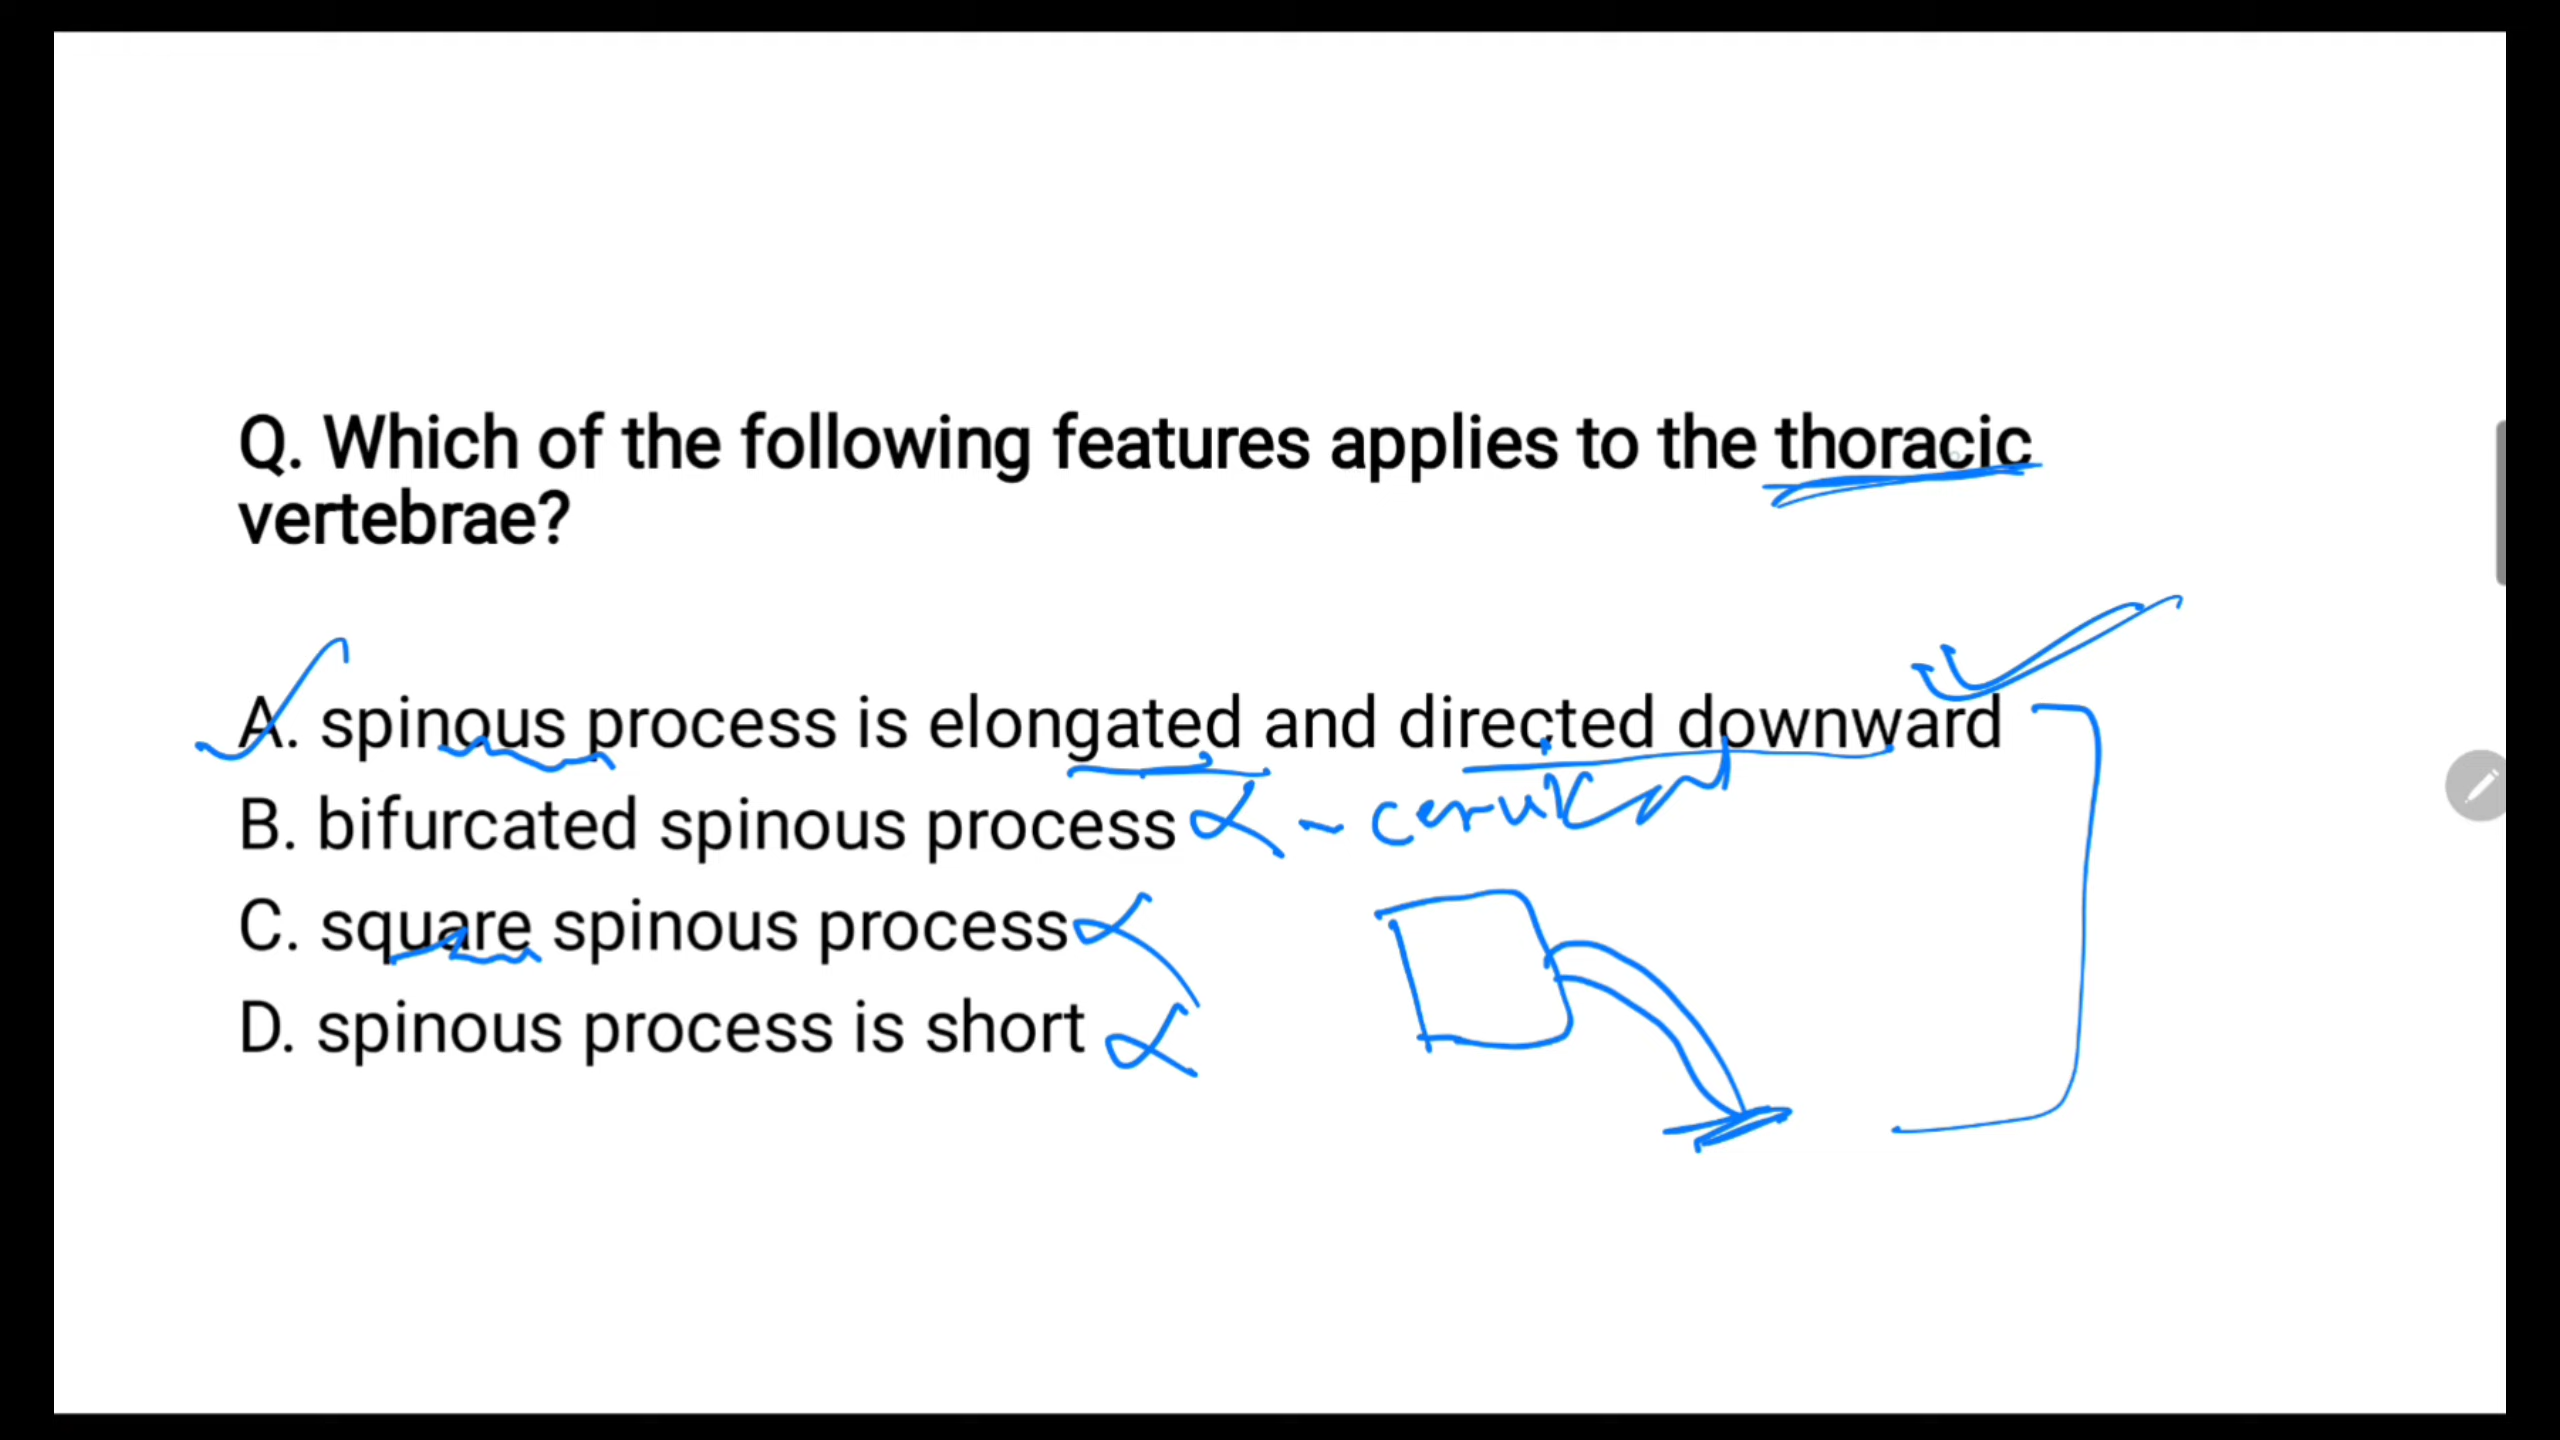 Q. Which of the following features applies to the thoracic
vertebrae?
A. spinous process is elongated and directed downward
B. bifurcated spinous process - cervical
C. square spinous process
D. spinous process is short